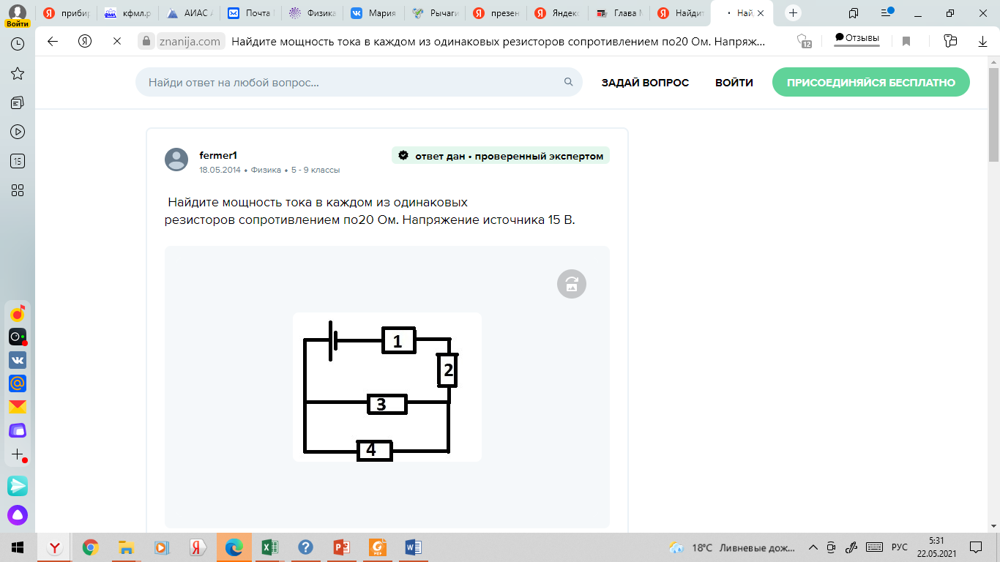 прибир
кфмл.р
АИАС А
Почта
Физика
Мария
Рычаги
презен
Яндекс
Глава М
Найдит
Най
Войти
znanija.com Найдите мощность тока в каждом из одинаковых резисторов сопротивлением по20 Ом. Напряж...
12
Отзывы
15
Найди ответ на любой вопрос...
ЗАДАЙ ВОПРОС
ВОЙТИ
ПРИСОЕДИНЯЙСЯ БЕСПЛАТНО
fermer1
ответ дан • проверенный экспертом
18.05.2014 • Физика • 5 - 9 классы
Найдите мощность тока в каждом из одинаковых
резисторов сопротивлением по20 Ом. Напряжение источника 15 В.
1
2
3
4
18°C Ливневые дож...
РУС
5:31
22.05.2021